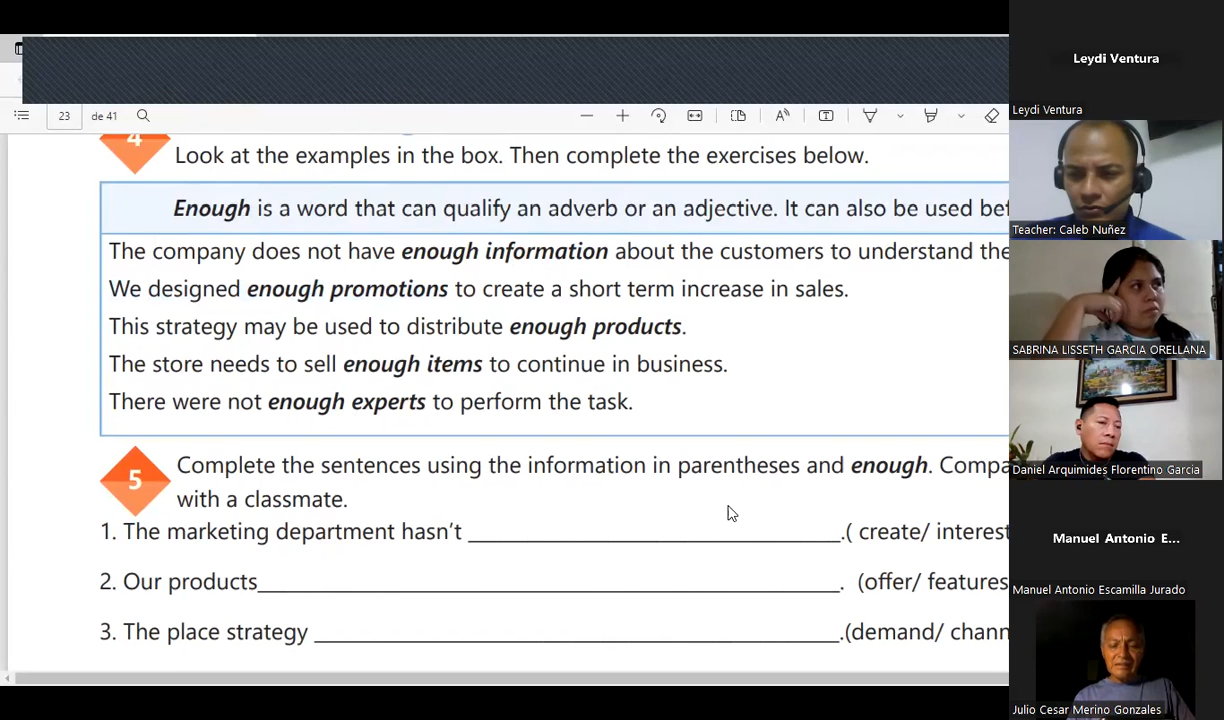 23
de 41
4
Look at the examples in the box. Then complete the exercises below.
Enough is a word that can qualify an adverb or an adjective. It can also be used
The company does not have enough information about the customers to understand
We designed enough promotions to create a short term increase in sales.
This strategy may be used to distribute enough products.
The store needs to sell enough items to continue in business.
There were not enough experts to perform the task.
5
Complete the sentences using the information in parentheses and enough.
with a classmate.
1. The marketing department hasn't ______________________________.( create/ interest
2. Our products______________________________. (offer/ features
3. The place strategy ______________________________.(demand/
Leydi Ventura
Leydi Ventura
Teacher: Caleb Nuñez
SABRINA LISSETH GARCIA ORELLANA
Daniel Arquimides Florentino Garcia
Manuel Antonio E...
Manuel Antonio Escamilla Jurado
Julio Cesar Merino Gonzales